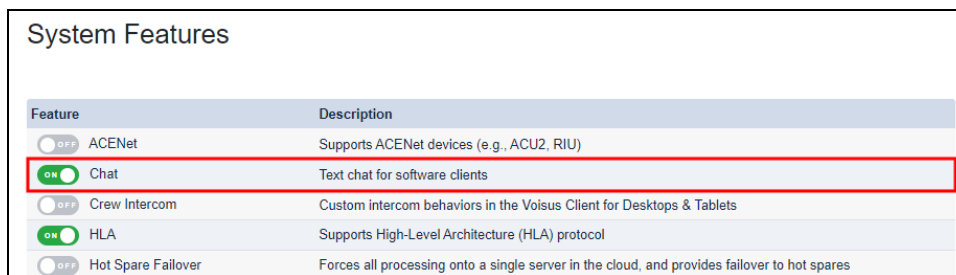 System Features
Feature Description
OFF ACENet Supports ACENet devices (e.g., ACU2, RIU)
ON Chat Text chat for software clients
OFF Crew Intercom Custom intercom behaviors in the Voisus Client for Desktops & Tablets
ON HLA Supports High-Level Architecture (HLA) protocol
OFF Hot Spare Failover Forces all processing onto a single server in the cloud, and provides failover to hot spares